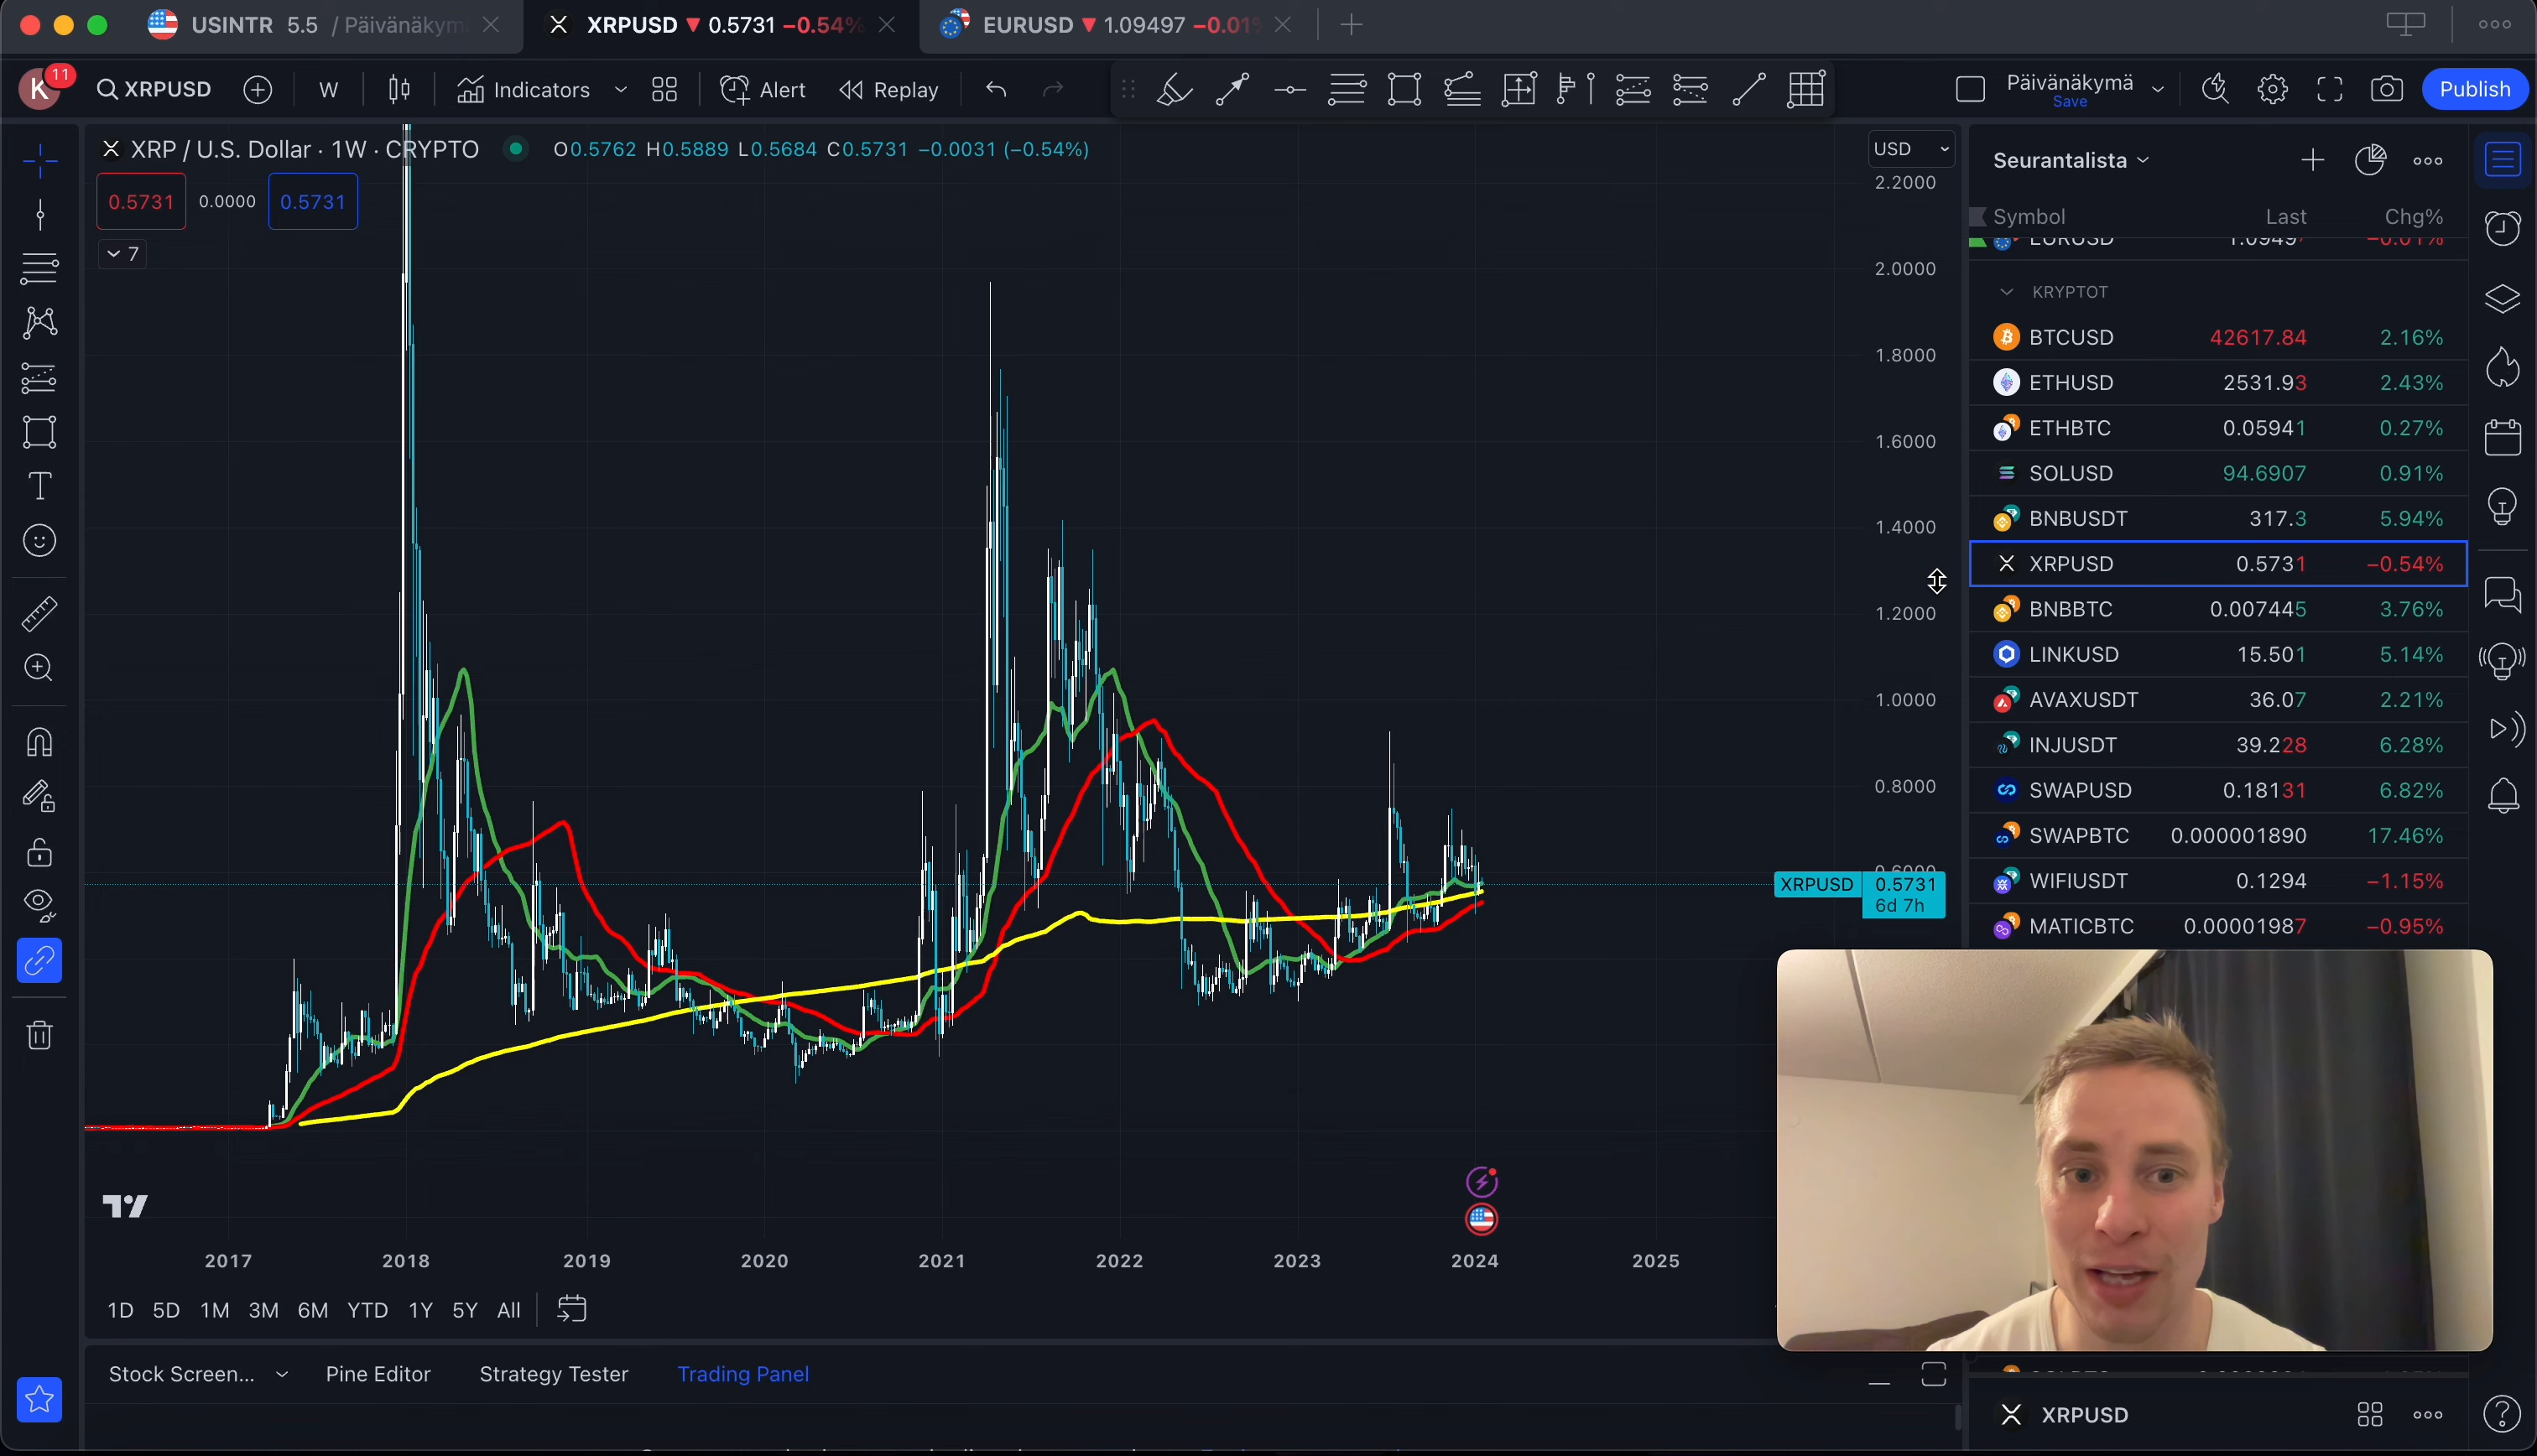 USINTR 5.5 / Päivänäkym
XRPUSD 0.5731 −0.54%
EURUSD 1.09497 −0.01%
K 11 XRPUSD W Indicators Alert Replay Päivänäkymä Save Publish
XRP / U.S. Dollar · 1W · CRYPTO O0.5762 H0.5889 L0.5684 C0.5731 −0.0031 (−0.54%)
0.5731 0.0000 0.5731
7
USD
2.2000
2.0000
1.8000
1.6000
1.4000
1.2000
1.0000
0.8000
0.6000
XRPUSD 0.5731
6d 7h
2017 2018 2019 2020 2021 2022 2023 2024 2025
1D 5D 1M 3M 6M YTD 1Y 5Y All
Stock Screen... Pine Editor Strategy Tester Trading Panel
Seurantalista
Symbol Last Chg%
EURUSD 1.09497 −0.01%
KRYPTOT
BTCUSD 42617.84 2.16%
ETHUSD 2531.93 2.43%
ETHBTC 0.05941 0.27%
SOLUSD 94.6907 0.91%
BNBUSDT 317.3 5.94%
XRPUSD 0.5731 −0.54%
BNBBTC 0.007445 3.76%
LINKUSD 15.501 5.14%
AVAXUSDT 36.07 2.21%
INJUSDT 39.228 6.28%
SWAPUSD 0.18131 6.82%
SWAPBTC 0.000001890 17.46%
WIFIUSDT 0.1294 −1.15%
MATICBTC 0.00001987 −0.95%
XRPUSD